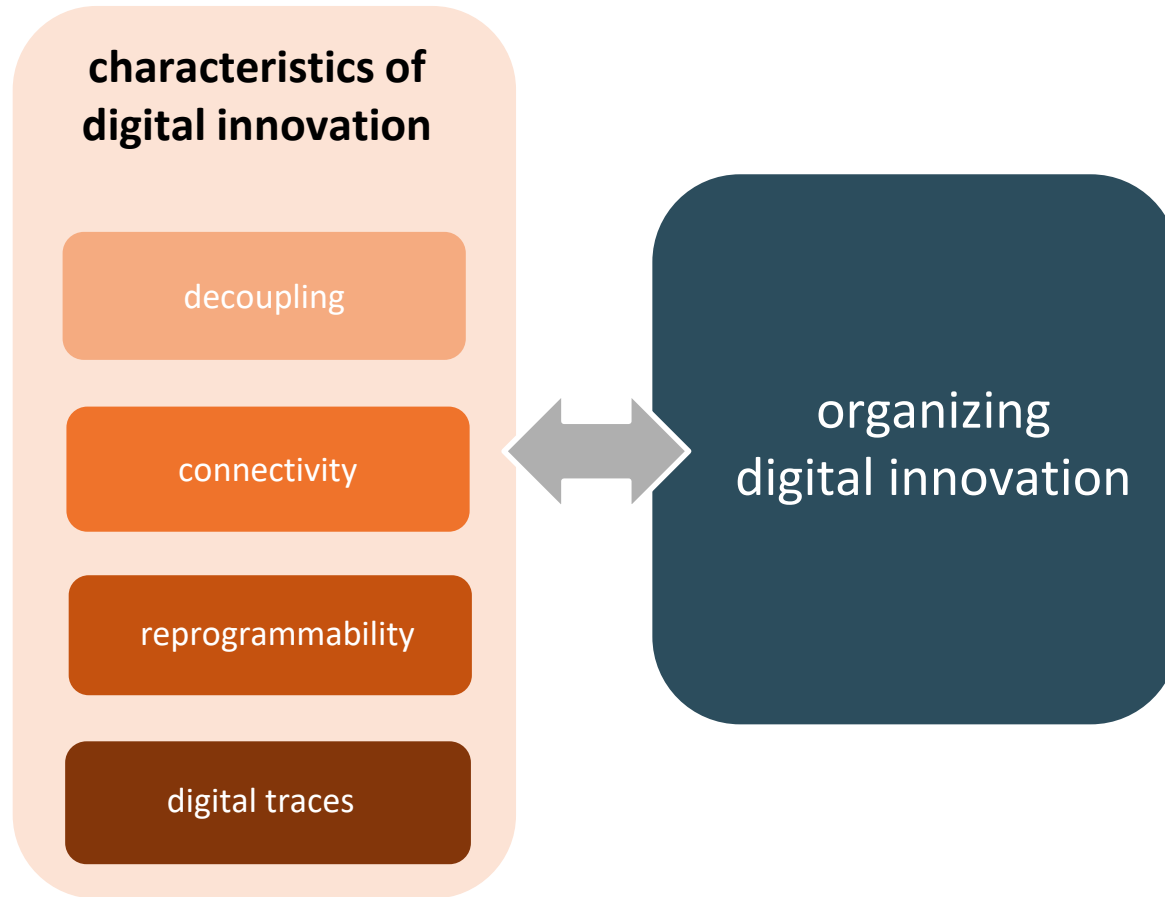 characteristics of
digital innovation
decoupling
connectivity
reprogrammability
digital traces
organizing
digital innovation